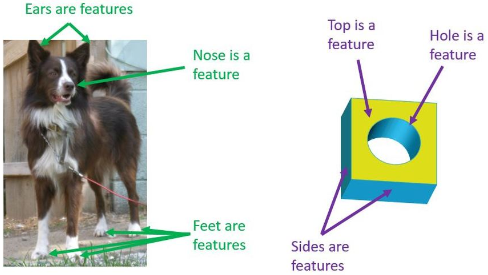 Ears are features
Nose is a
feature
Feet are
features
Top is a
feature
Hole is a
feature
Sides are
features